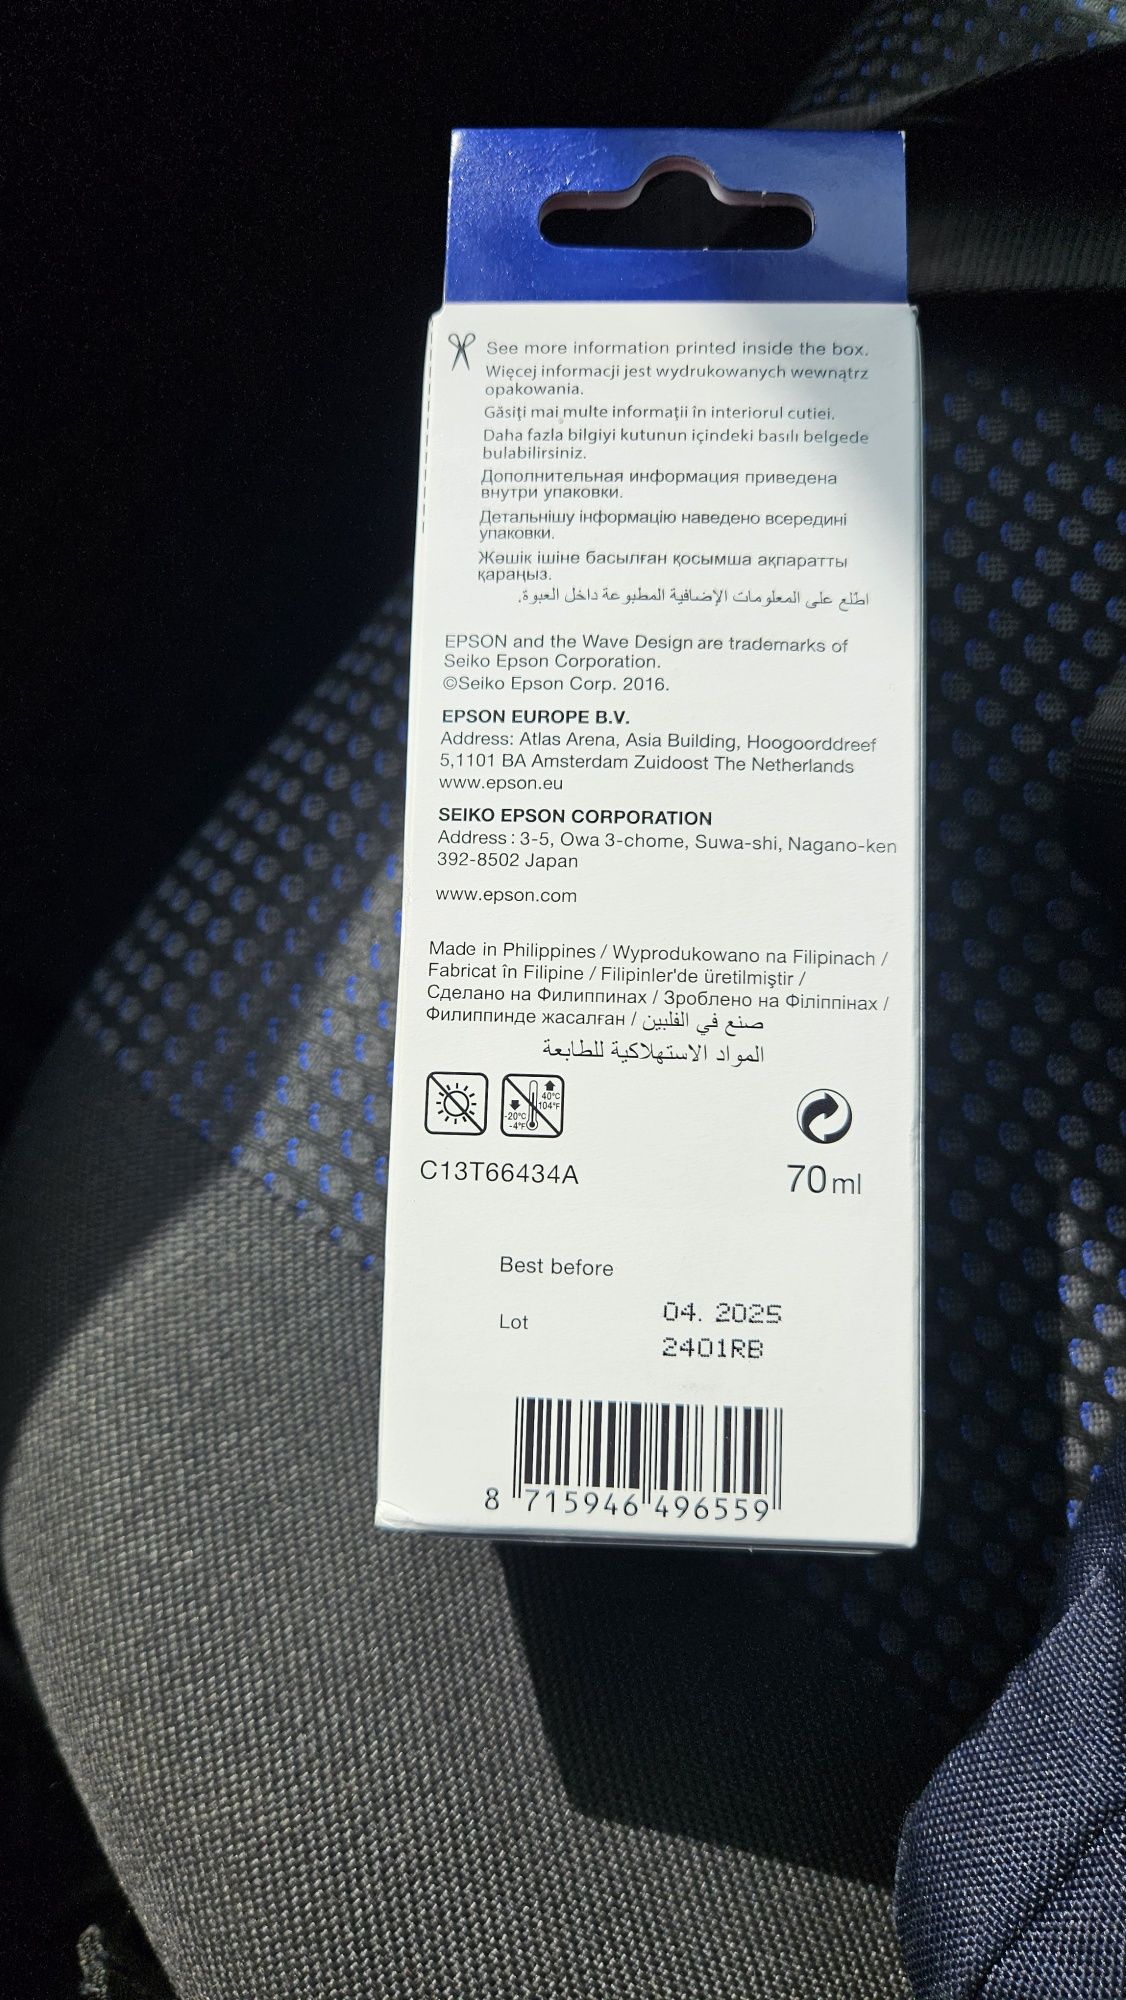 See more information printed inside the box.
Więcej informacji jest wydrukowanych wewnątrz
opakowania.
Găsiţi mai multe informaţii în interiorul cutiei.
Daha fazla bilgiyi kutunun içindeki basılı belgede
bulabilirsiniz.
Дополнительная информация приведена
внутри упаковки.
Детальнішу інформацію наведено всередині
упаковки.
Жәшік ішіне басылған қосымша ақпаратты
қараңыз.
اطلع على المعلومات الإضافية المطبوعة داخل العبوة.
EPSON and the Wave Design are trademarks of
Seiko Epson Corporation.
©Seiko Epson Corp. 2016.
EPSON EUROPE B.V.
Address: Atlas Arena, Asia Building, Hoogoorddreef
5,1101 BA Amsterdam Zuidoost The Netherlands
www.epson.eu
SEIKO EPSON CORPORATION
Address : 3-5, Owa 3-chome, Suwa-shi, Nagano-ken
392-8502 Japan
www.epson.com
Made in Philippines / Wyprodukowano na Filipinach /
Fabricat în Filipine / Filipinler'de üretilmiştir /
Сделано на Филиппинах / Зроблено на Філіппінах /
Филиппинде жасалған / صنع في الفلبين
المواد الاستهلاكية للطابعة
40°C
104°F
-20°C
-4°F
C13T66434A
70 ml
Best before
04. 2025
Lot
2401RB
8 715946 496559